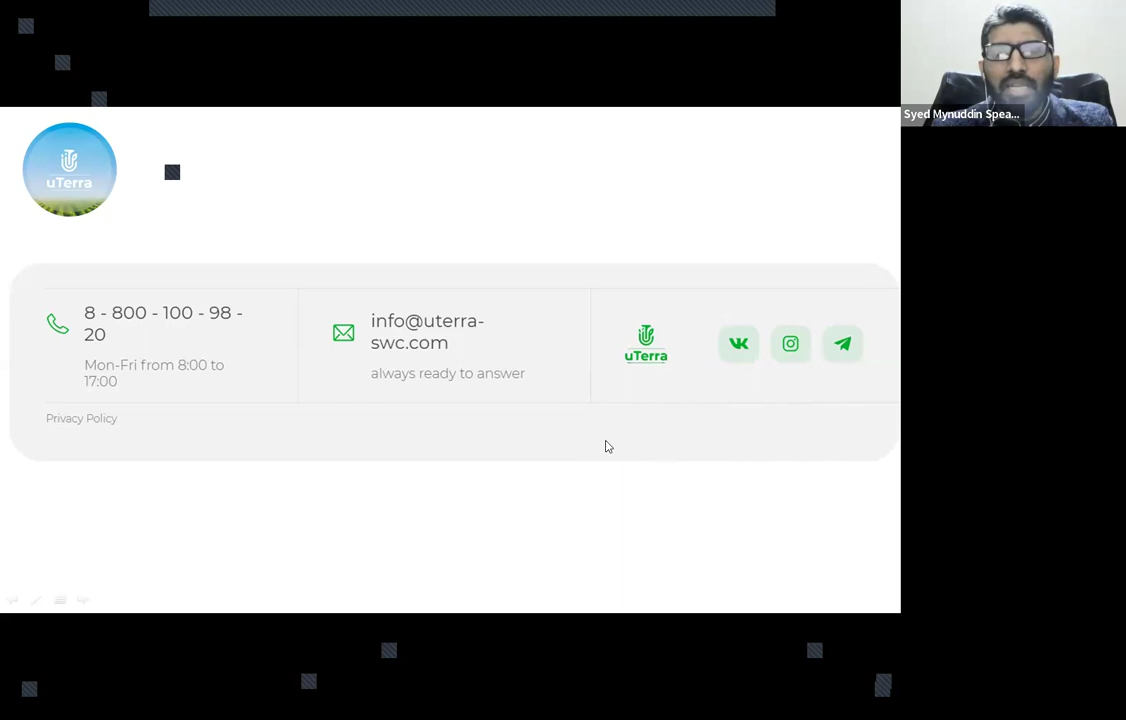 Syed Mynuddin Spea...
uTerra
8 - 800 - 100 - 98 -
20
Mon-Fri from 8:00 to
17:00
info@uterra-
swc.com
always ready to answer
uTerra
Privacy Policy